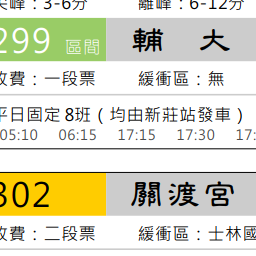 尖峰：3-6分 離峰：6-12分
299 區間 輔 大
收費：一段票 緩衝區：無
平日固定 8班（均由新莊站發車）
05:10 06:15 17:15 17:30
302 關渡宮
收費：二段票 緩衝區：士林